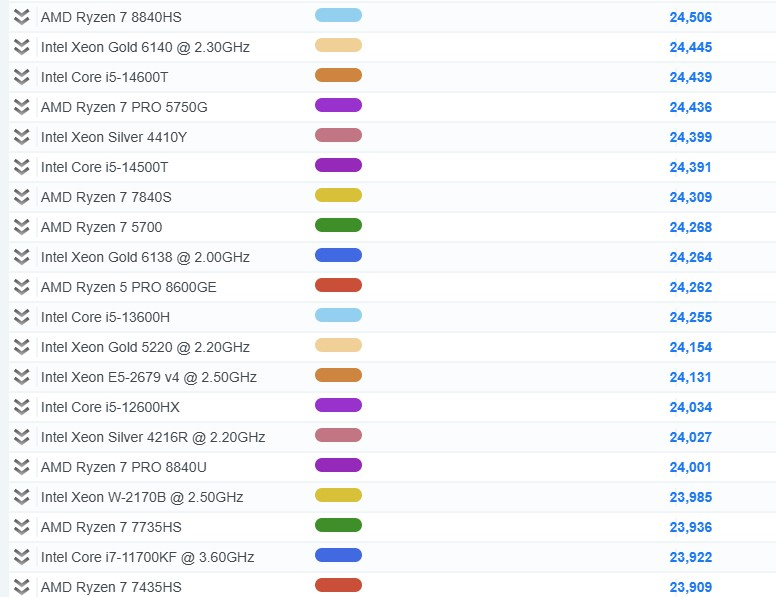 AMD Ryzen 7 8840HS 24,506
Intel Xeon Gold 6140 @ 2.30GHz 24,445
Intel Core i5-14600T 24,439
AMD Ryzen 7 PRO 5750G 24,436
Intel Xeon Silver 4410Y 24,399
Intel Core i5-14500T 24,391
AMD Ryzen 7 7840S 24,309
AMD Ryzen 7 5700 24,268
Intel Xeon Gold 6138 @ 2.00GHz 24,264
AMD Ryzen 5 PRO 8600GE 24,262
Intel Core i5-13600H 24,255
Intel Xeon Gold 5220 @ 2.20GHz 24,154
Intel Xeon E5-2679 v4 @ 2.50GHz 24,131
Intel Core i5-12600HX 24,034
Intel Xeon Silver 4216R @ 2.20GHz 24,027
AMD Ryzen 7 PRO 8840U 24,001
Intel Xeon W-2170B @ 2.50GHz 23,985
AMD Ryzen 7 7735HS 23,936
Intel Core i7-11700KF @ 3.60GHz 23,922
AMD Ryzen 7 7435HS 23,909